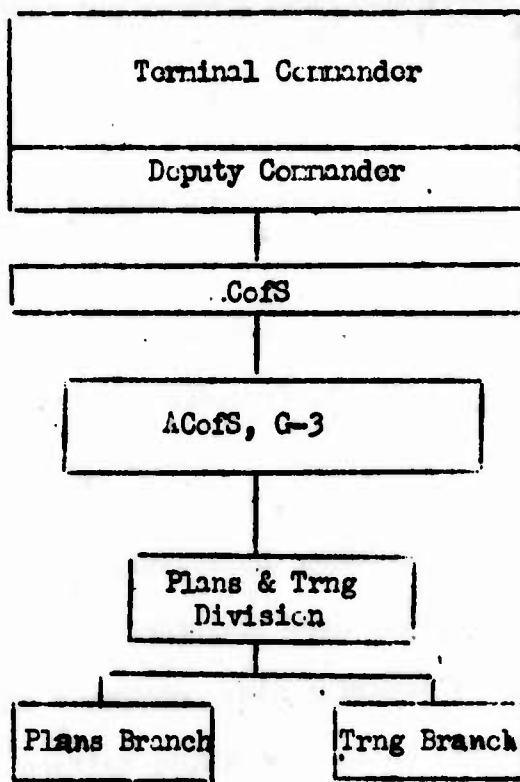 Terminal Commander
Deputy Commander
CofS
ACofS, G-3
Plans & Trng
Division
Plans Branch
Trng Branch